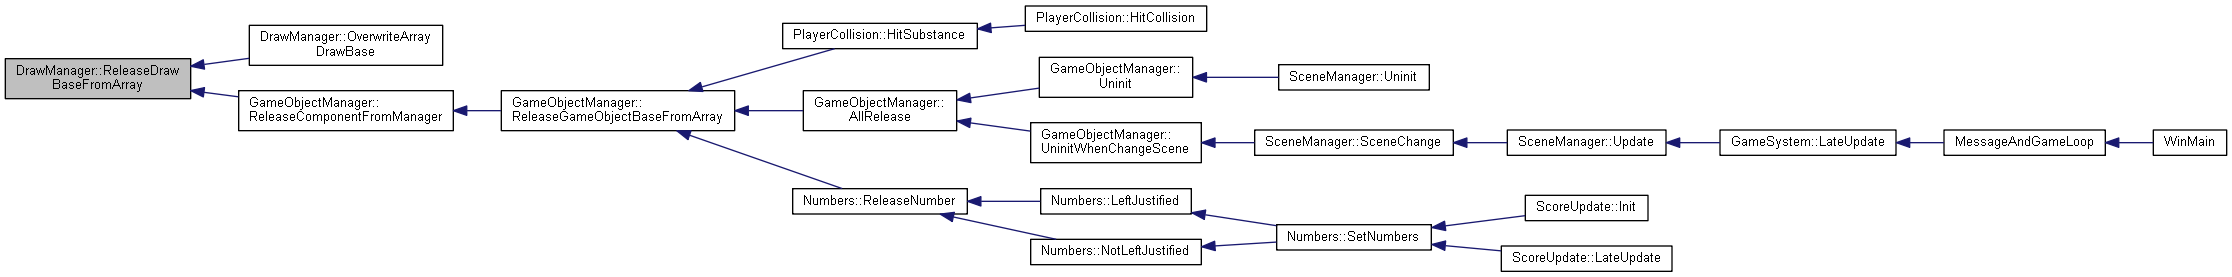 DrawManager::ReleaseDraw
BaseFromArray
DrawManager::OverwriteArray
DrawBase
GameObjectManager::
ReleaseComponentFromManager
GameObjectManager::
ReleaseGameObjectBaseFromArray
PlayerCollision::HitSubstance
PlayerCollision::HitCollision
GameObjectManager::
AllRelease
GameObjectManager::
Uninit
SceneManager::Uninit
GameObjectManager::
UninitWhenChangeScene
SceneManager::SceneChange
SceneManager::Update
GameSystem::LateUpdate
MessageAndGameLoop
WinMain
Numbers::ReleaseNumber
Numbers::LeftJustified
Numbers::NotLeftJustified
Numbers::SetNumbers
ScoreUpdate::Init
ScoreUpdate::LateUpdate